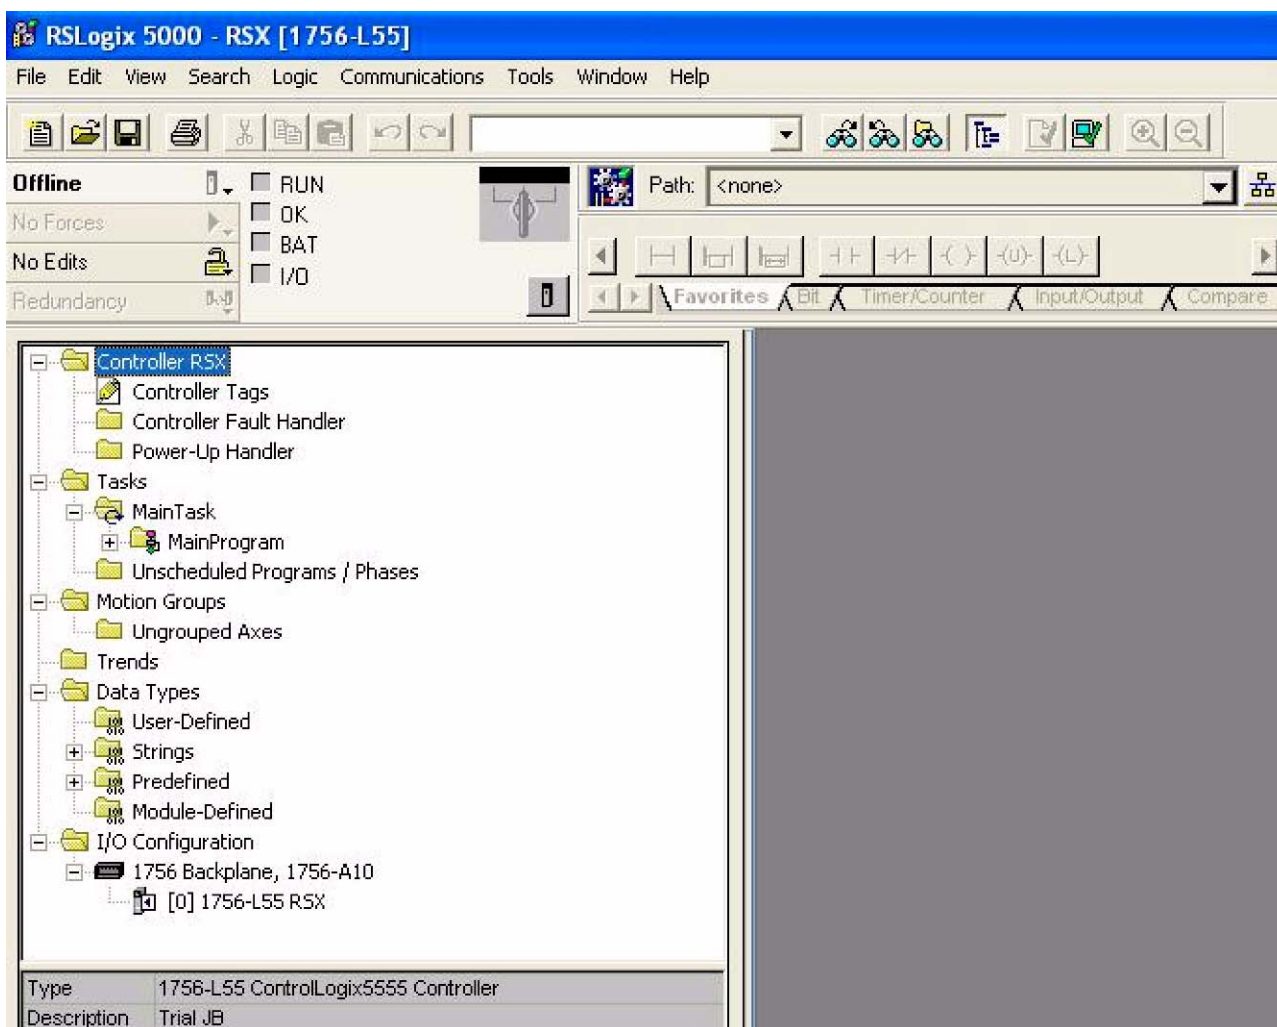 RSLogix 5000 - RSX [1756-L55]
File Edit View Search Logic Communications Tools Window Help
Offline
RUN
Path: <none>
No Forces
OK
No Edits
BAT
I/O
Redundancy
Favorites Bit Timer/Counter Input/Output Compare
Controller RSX
Controller Tags
Controller Fault Handler
Power-Up Handler
Tasks
MainTask
MainProgram
Unscheduled Programs / Phases
Motion Groups
Ungrouped Axes
Trends
Data Types
User-Defined
Strings
Predefined
Module-Defined
I/O Configuration
1756 Backplane, 1756-A10
[0] 1756-L55 RSX
Type 1756-L55 ControlLogix5555 Controller
Description Trial JB